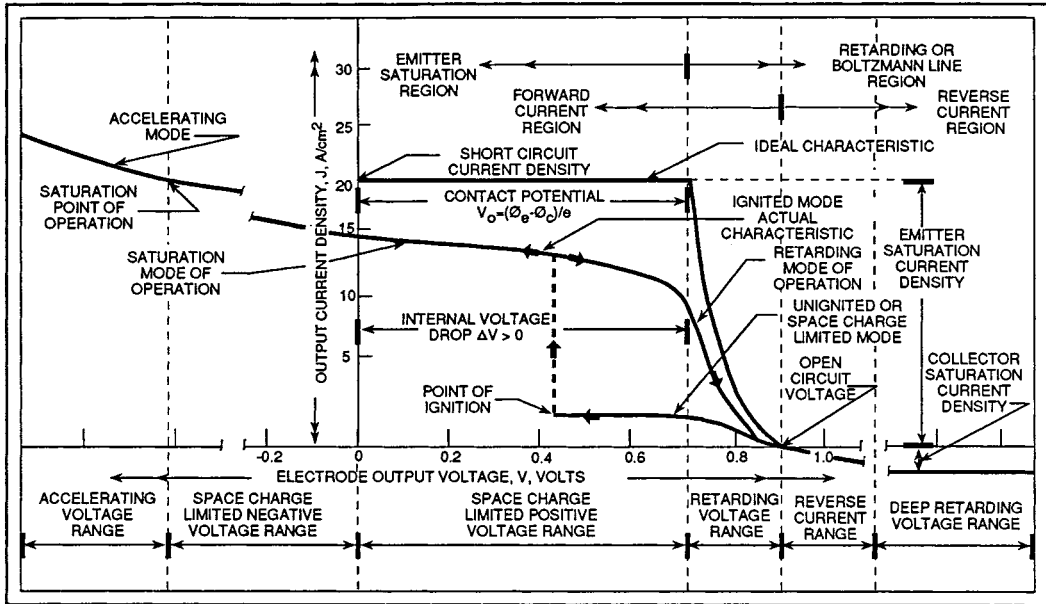 EMITTER
SATURATION
REGION
RETARDING OR
BOLTZMANN LINE
REGION
FORWARD
CURRENT
REGION
REVERSE
CURRENT
REGION
ACCELERATING
MODE
SATURATION
POINT OF
OPERATION
SATURATION
MODE OF
OPERATION
OUTPUT CURRENT DENSITY, J, A/cm²
30
25
20
15
10
5
SHORT CIRCUIT
CURRENT DENSITY
IDEAL CHARACTERISTIC
CONTACT POTENTIAL
Vo=(Øe-Øc)/e
IGNITED MODE
ACTUAL
CHARACTERISTIC
RETARDING
MODE OF
OPERATION
EMITTER
SATURATION
CURRENT
DENSITY
UNIGNITED OR
SPACE CHARGE
LIMITED MODE
INTERNAL VOLTAGE
DROP ΔV > 0
POINT OF
IGNITION
OPEN
CIRCUIT
VOLTAGE
COLLECTOR
SATURATION
CURRENT
DENSITY
-0.2 0 0.2 0.4 0.6 0.8 1.0
ELECTRODE OUTPUT VOLTAGE, V, VOLTS
ACCELERATING
VOLTAGE
RANGE
SPACE CHARGE
LIMITED NEGATIVE
VOLTAGE RANGE
SPACE CHARGE
LIMITED POSITIVE
VOLTAGE RANGE
RETARDING
VOLTAGE
RANGE
REVERSE
CURRENT
RANGE
DEEP RETARDING
VOLTAGE RANGE